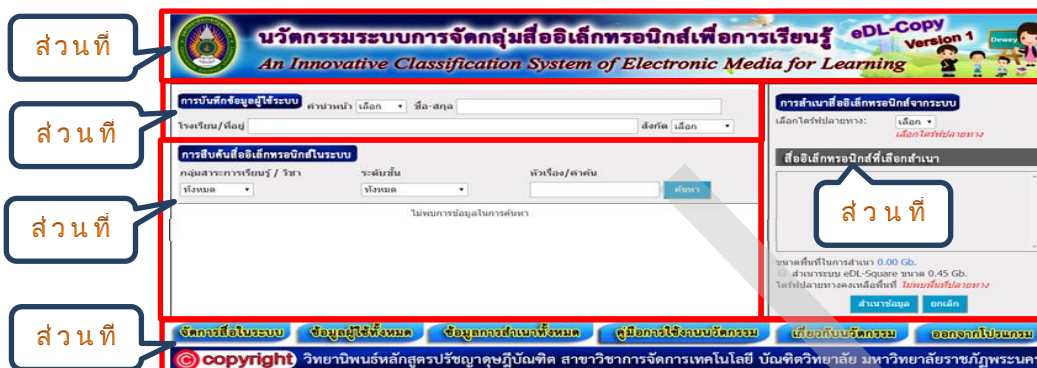 นวัตกรรมระบบการจัดกลุ่มสื่ออิเล็กทรอนิกส์เพื่อการเรียนรู้ eDL-Copy Version 1
Dewey
An Innovative Classification System of Electronic Media for Learning
ส่วนที่
การบันทึกข้อมูลผู้ใช้ระบบ คำนำหน้า เลือก ชื่อ-สกุล
โรงเรียน/ที่อยู่ สังกัด เลือก
ส่วนที่
การสืบค้นสื่ออิเล็กทรอนิกส์ในระบบ
กลุ่มสาระการเรียนรู้ / วิชา ระดับชั้น หัวเรื่อง/คำค้น
ทั้งหมด ทั้งหมด ค้นหา
ไม่พบการข้อมูลในการค้นหา
ส่วนที่
การสำเนาสื่ออิเล็กทรอนิกส์จากระบบ
เลือกไดร์ฟปลายทาง: เลือก
เลือกไดร์ฟปลายทาง
สื่ออิเล็กทรอนิกส์ที่เลือกสำเนา
ส่วนที่
ขนาดพื้นที่ในการสำเนา 0.00 Gb.
สำเนาระบบ eDL-Square ขนาด 0.45 Gb.
ไดร์ฟปลายทางคงเหลือพื้นที่ ไม่พบพื้นที่ปลายทาง
สำเนาข้อมูล ยกเลิก
ส่วนที่
จัดการสื่อในระบบ ข้อมูลผู้ใช้ทั้งหมด ข้อมูลการสำเนาทั้งหมด คู่มือการใช้งานนวัตกรรม เกี่ยวกับนวัตกรรม ออกจากโปรแกรม
© copyright วิทยานิพนธ์หลักสูตรปรัชญาดุษฎีบัณฑิต สาขาวิชาการจัดการเทคโนโลยี บัณฑิตวิทยาลัย มหาวิทยาลัยราชภัฏพระนคร